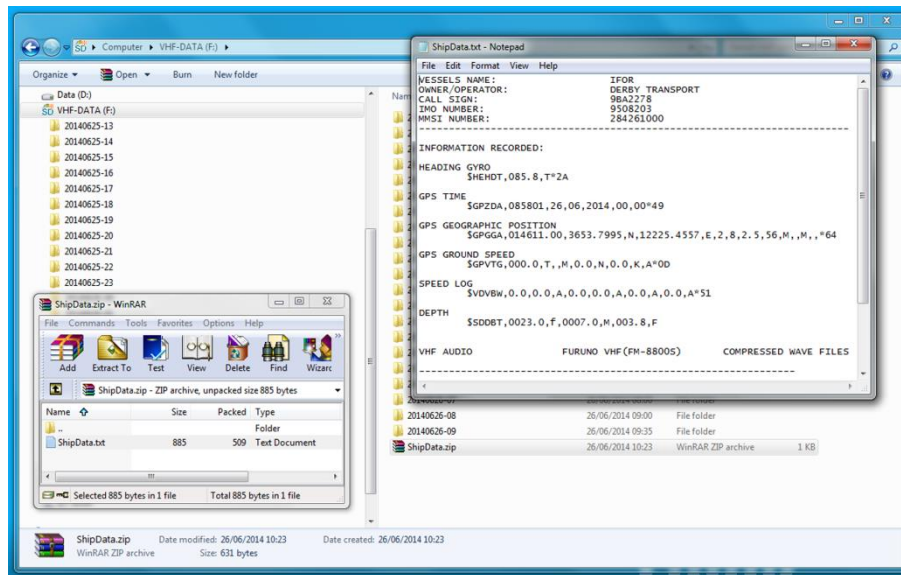 Computer ▸ VHF-DATA (F:) ▸
Organize ▾ Open ▾ Burn New folder
Data (D:)
VHF-DATA (F:)
20140625-13
20140625-14
20140625-15
20140625-16
20140625-17
20140625-18
20140625-19
20140625-20
20140625-21
20140625-22
20140625-23
ShipData.txt - Notepad
File Edit Format View Help
VESSELS NAME: IFOR
OWNER/OPERATOR: DERBY TRANSPORT
CALL SIGN: 9BA2278
IMO NUMBER: 9508203
MMSI NUMBER: 284261000
INFORMATION RECORDED:
HEADING GYRO
$HEHDT,085.8,T*2A
GPS TIME
$GPZDA,085801,26,06,2014,00,00*49
GPS GEOGRAPHIC POSITION
$GPGGA,014611.00,3653.7995,N,12225.4557,E,2,8,2.5,56,M,,M,,*64
GPS GROUND SPEED
$GPVTG,000.0,T,,M,0.0,N,0.0,K,A*0D
SPEED LOG
$VDVBW,0.0,0.0,A,0.0,0.0,A,0.0,A,0.0,A*51
DEPTH
$SDDBT,0023.0,f,0007.0,M,003.8,F
VHF AUDIO FURUNO VHF(FM-8800S) COMPRESSED WAVE FILES
20140626-08 26/06/2014 09:00 File folder
20140626-09 26/06/2014 09:35 File folder
ShipData.zip 26/06/2014 10:23 WinRAR ZIP archive 1 KB
ShipData.zip - WinRAR
File Commands Tools Favorites Options Help
Add Extract To Test View Delete Find Wizarc
ShipData.zip - ZIP archive, unpacked size 885 bytes
Name Size Packed Type
.. Folder
ShipData.txt 885 509 Text Document
Selected 885 bytes in 1 file Total 885 bytes in 1 file
ShipData.zip Date modified: 26/06/2014 10:23 Date created: 26/06/2014 10:23
WinRAR ZIP archive Size: 631 bytes